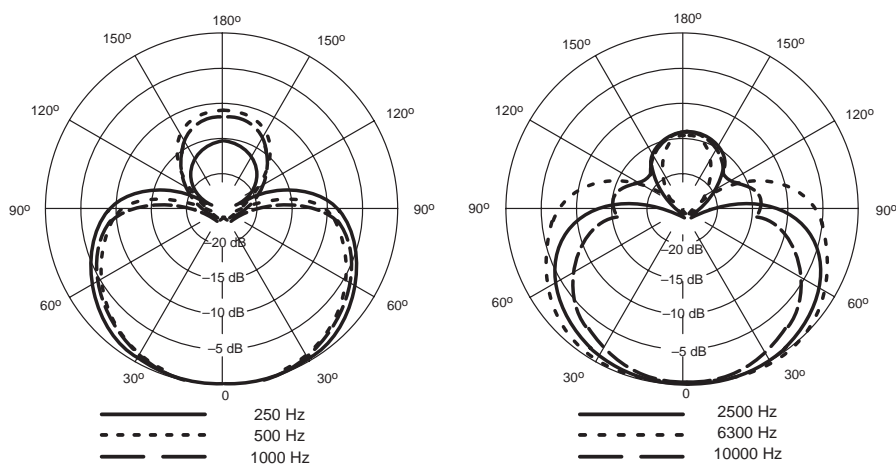 180º
150º
150º
120º
120º
90º
90º
–20 dB
–15 dB
60º
60º
–10 dB
–5 dB
30º
30º
0
250 Hz
500 Hz
1000 Hz
180º
150º
150º
120º
120º
90º
90º
–20 dB
–15 dB
60º
60º
–10 dB
–5 dB
30º
30º
0
2500 Hz
6300 Hz
10000 Hz